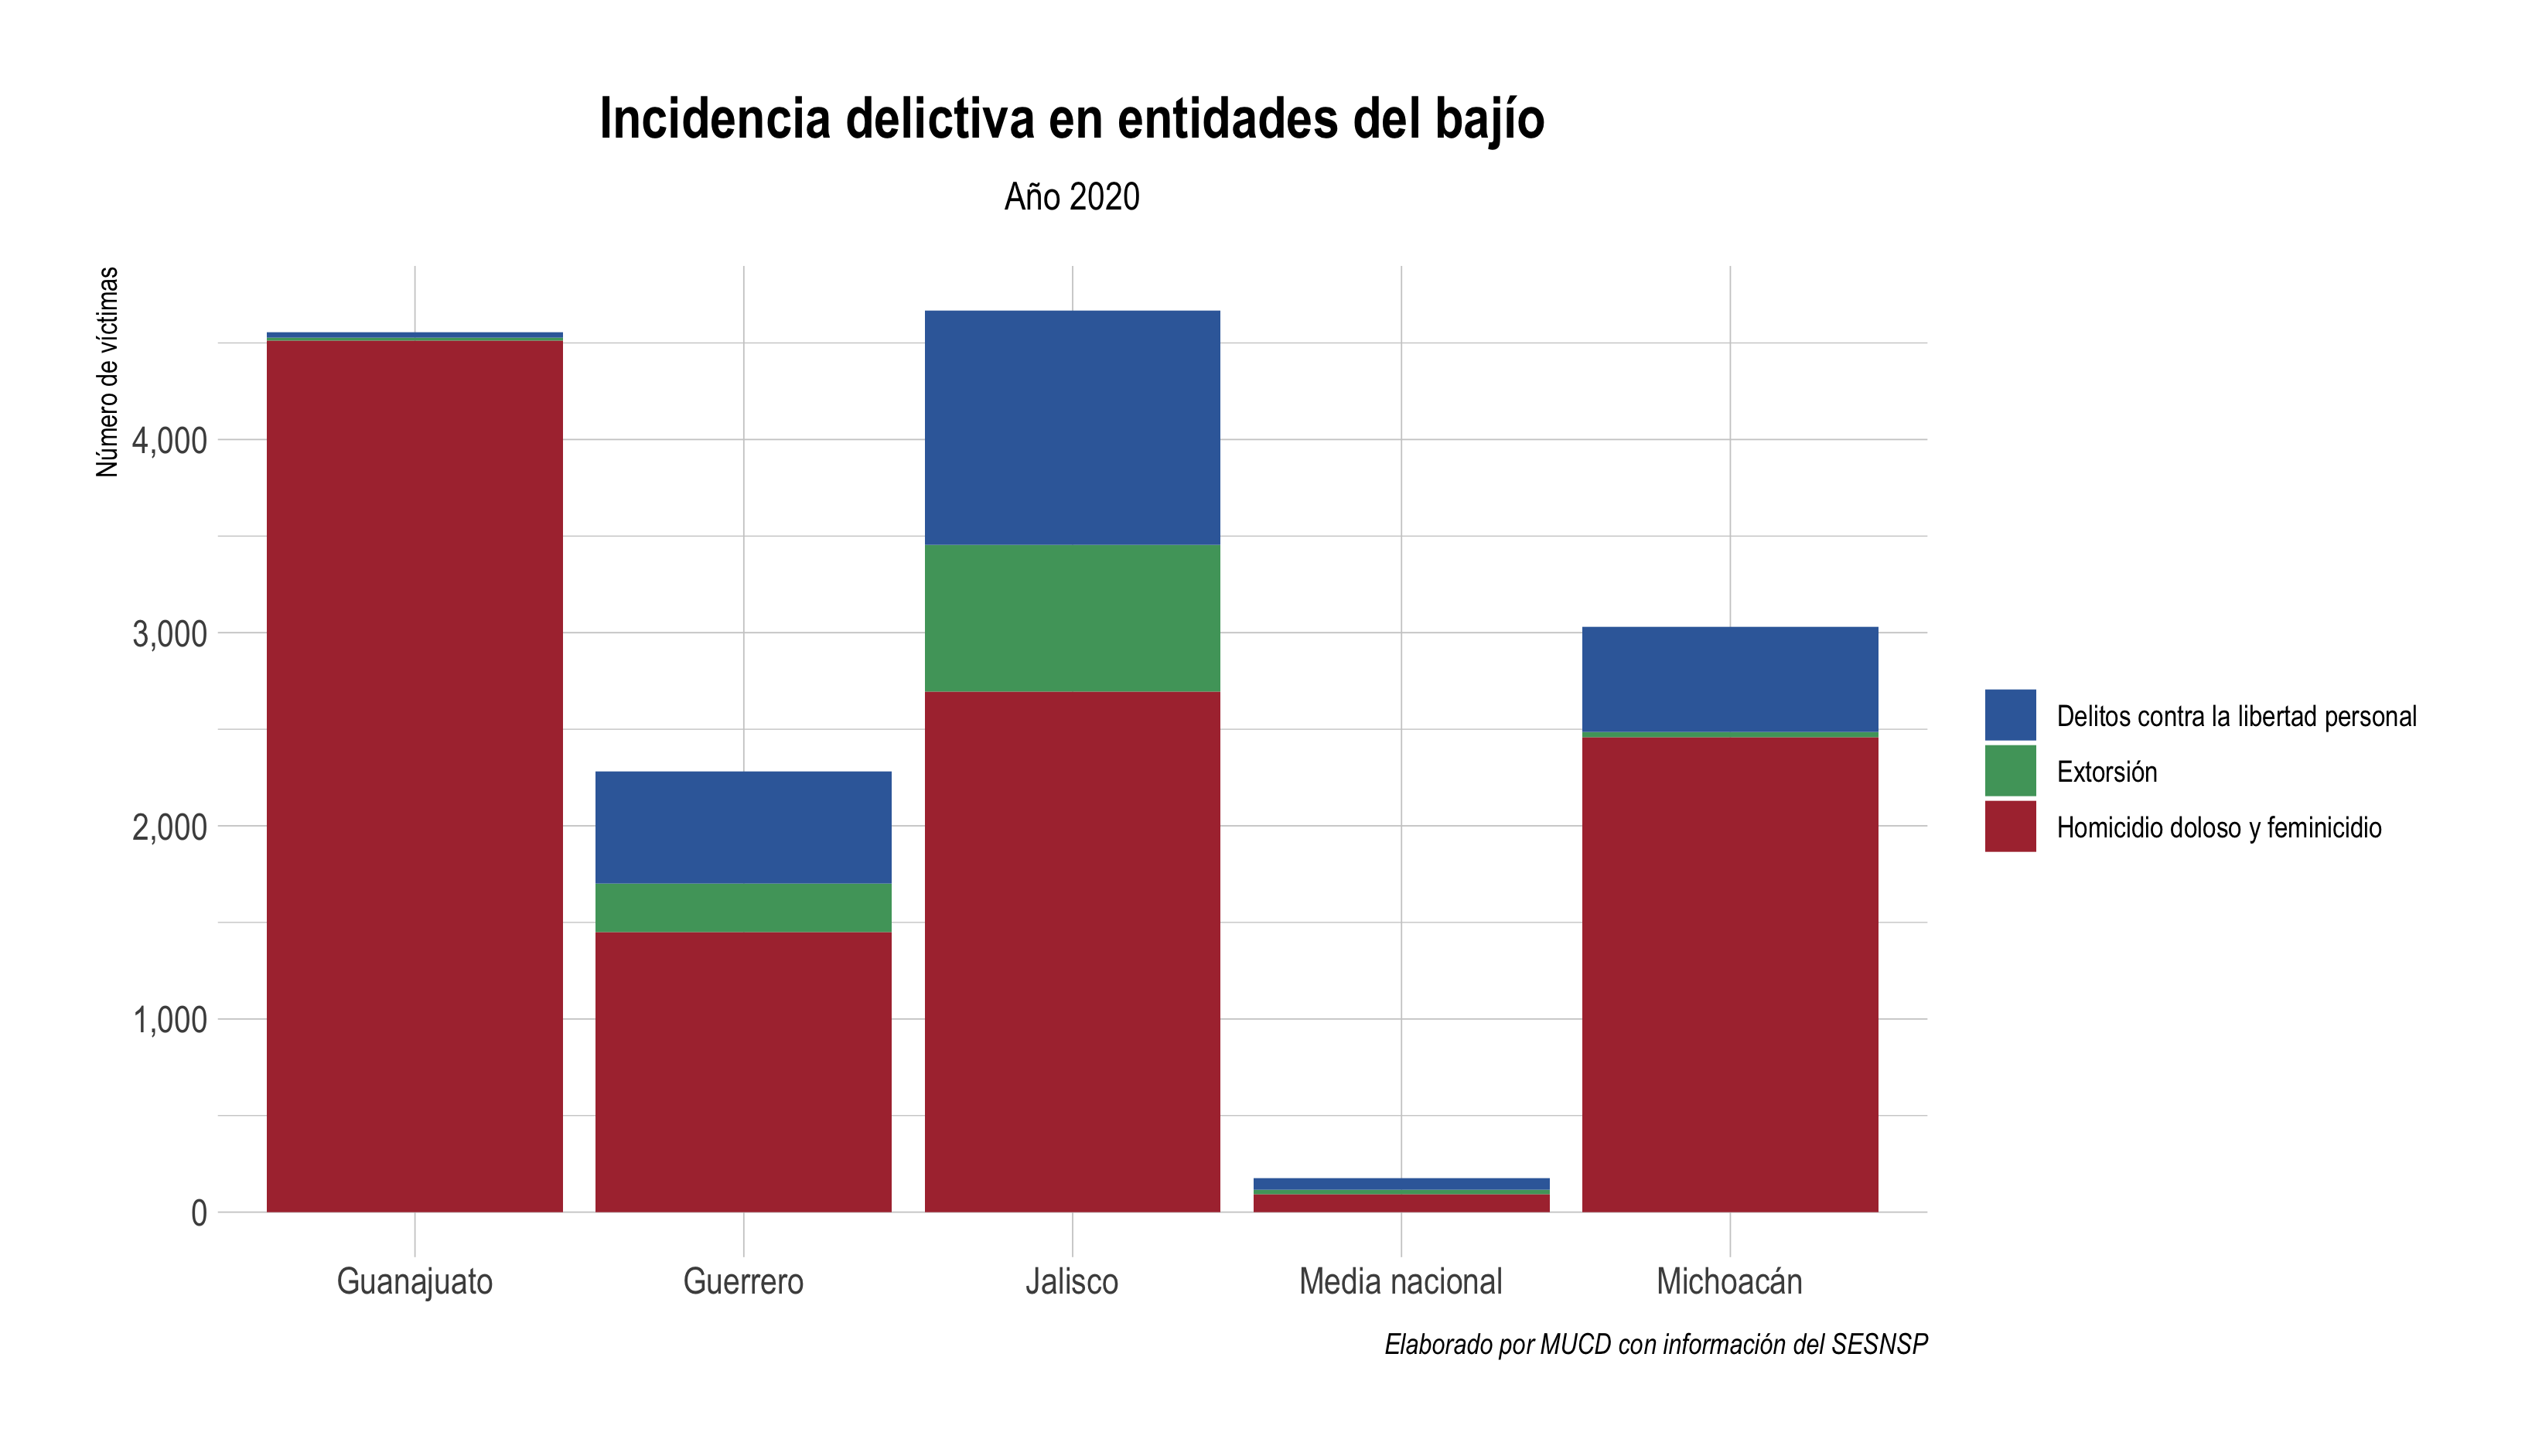 Incidencia delictiva en entidades del bajío
Año 2020
Número de víctimas
4,000
3,000
2,000
1,000
0
Guanajuato
Guerrero
Jalisco
Media nacional
Michoacán
Delitos contra la libertad personal
Extorsión
Homicidio doloso y feminicidio
Elaborado por MUCD con información del SESNSP